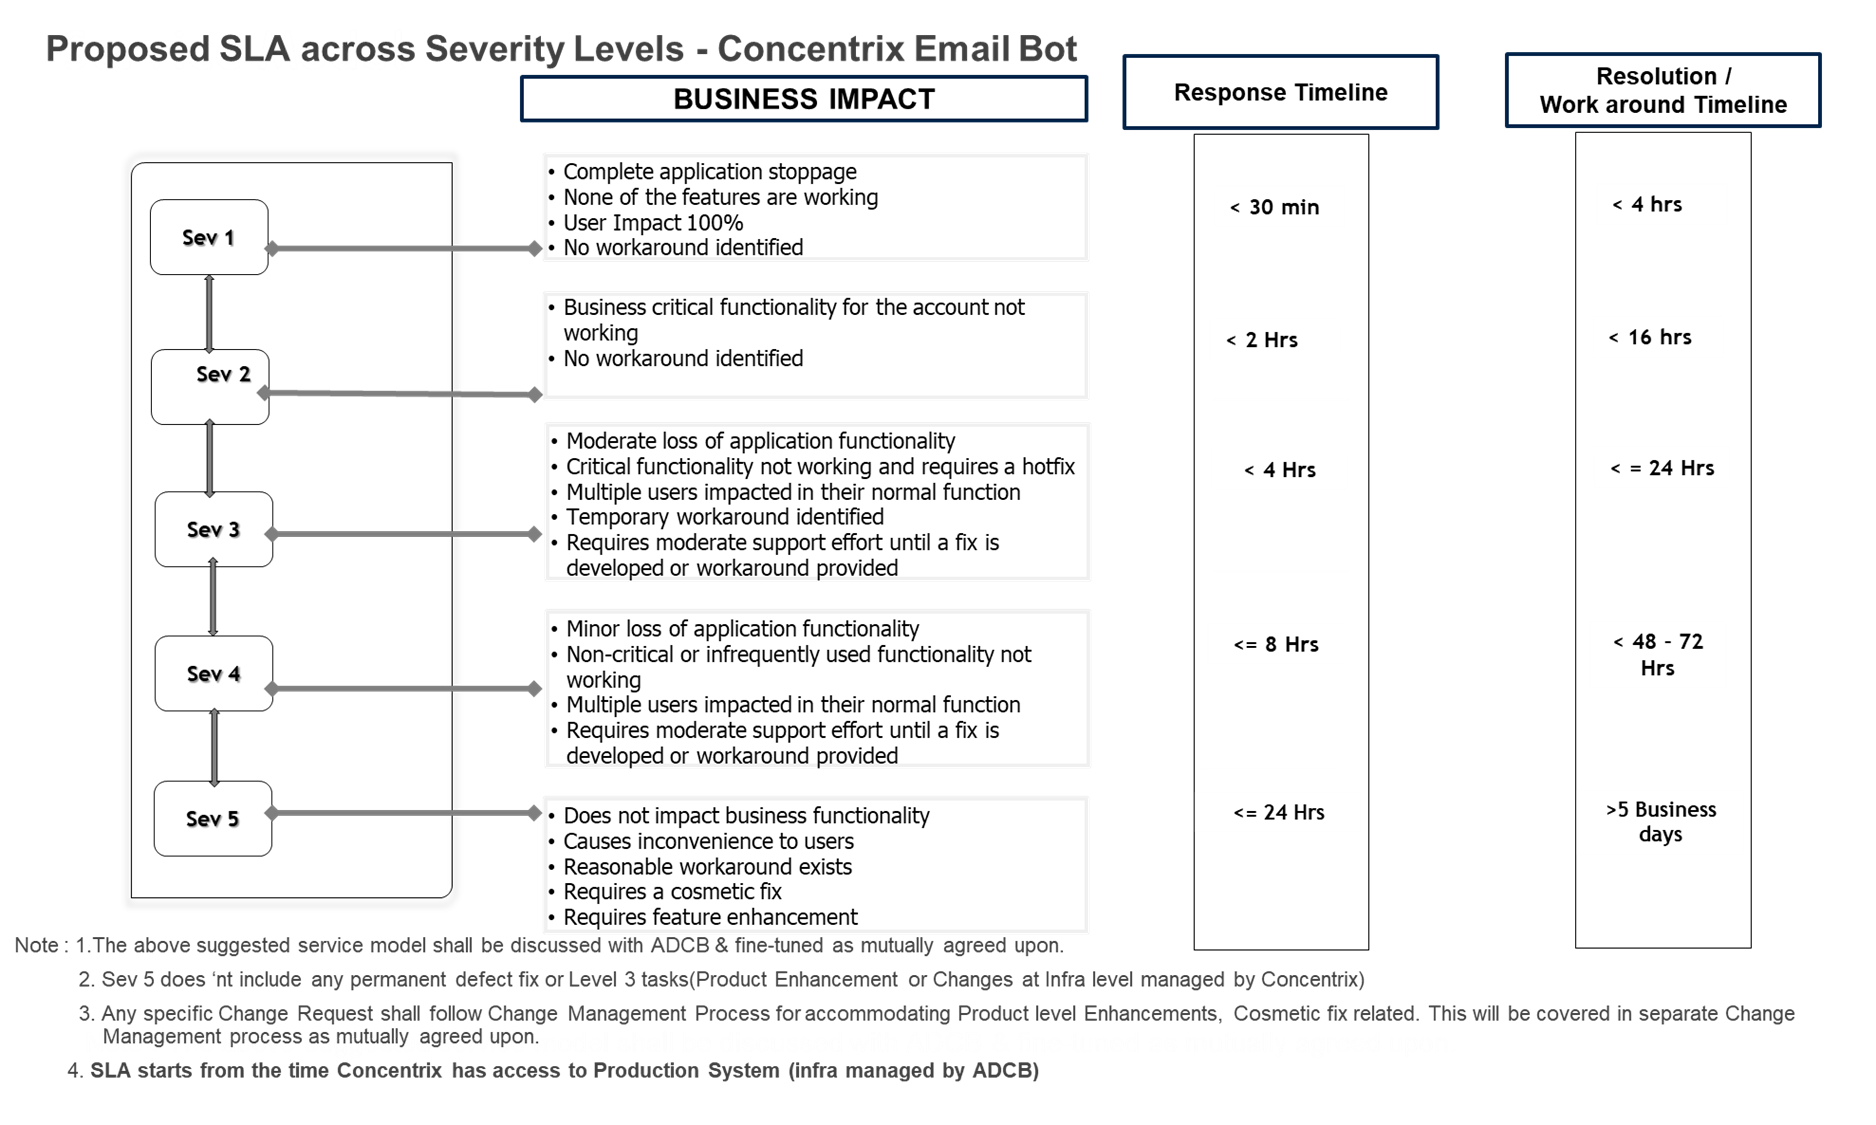 Proposed SLA across Severity Levels - Concentrix Email Bot
BUSINESS IMPACT
Response Timeline
Resolution /
Work around Timeline
Sev 1
• Complete application stoppage
• None of the features are working
• User Impact 100%
• No workaround identified
< 30 min
< 4 hrs
Sev 2
• Business critical functionality for the account not
working
• No workaround identified
< 2 Hrs
< 16 hrs
Sev 3
• Moderate loss of application functionality
• Critical functionality not working and requires a hotfix
• Multiple users impacted in their normal function
• Temporary workaround identified
• Requires moderate support effort until a fix is
developed or workaround provided
< 4 Hrs
< = 24 Hrs
Sev 4
• Minor loss of application functionality
• Non-critical or infrequently used functionality not
working
• Multiple users impacted in their normal function
• Requires moderate support effort until a fix is
developed or workaround provided
<= 8 Hrs
< 48 - 72
Hrs
Sev 5
• Does not impact business functionality
• Causes inconvenience to users
• Reasonable workaround exists
• Requires a cosmetic fix
• Requires feature enhancement
<= 24 Hrs
>5 Business
days
Note : 1.The above suggested service model shall be discussed with ADCB & fine-tuned as mutually agreed upon.
2. Sev 5 does ‘nt include any permanent defect fix or Level 3 tasks(Product Enhancement or Changes at Infra level managed by Concentrix)
3. Any specific Change Request shall follow Change Management Process for accommodating Product level Enhancements, Cosmetic fix related. This will be covered in separate Change
Management process as mutually agreed upon.
4. SLA starts from the time Concentrix has access to Production System (infra managed by ADCB)